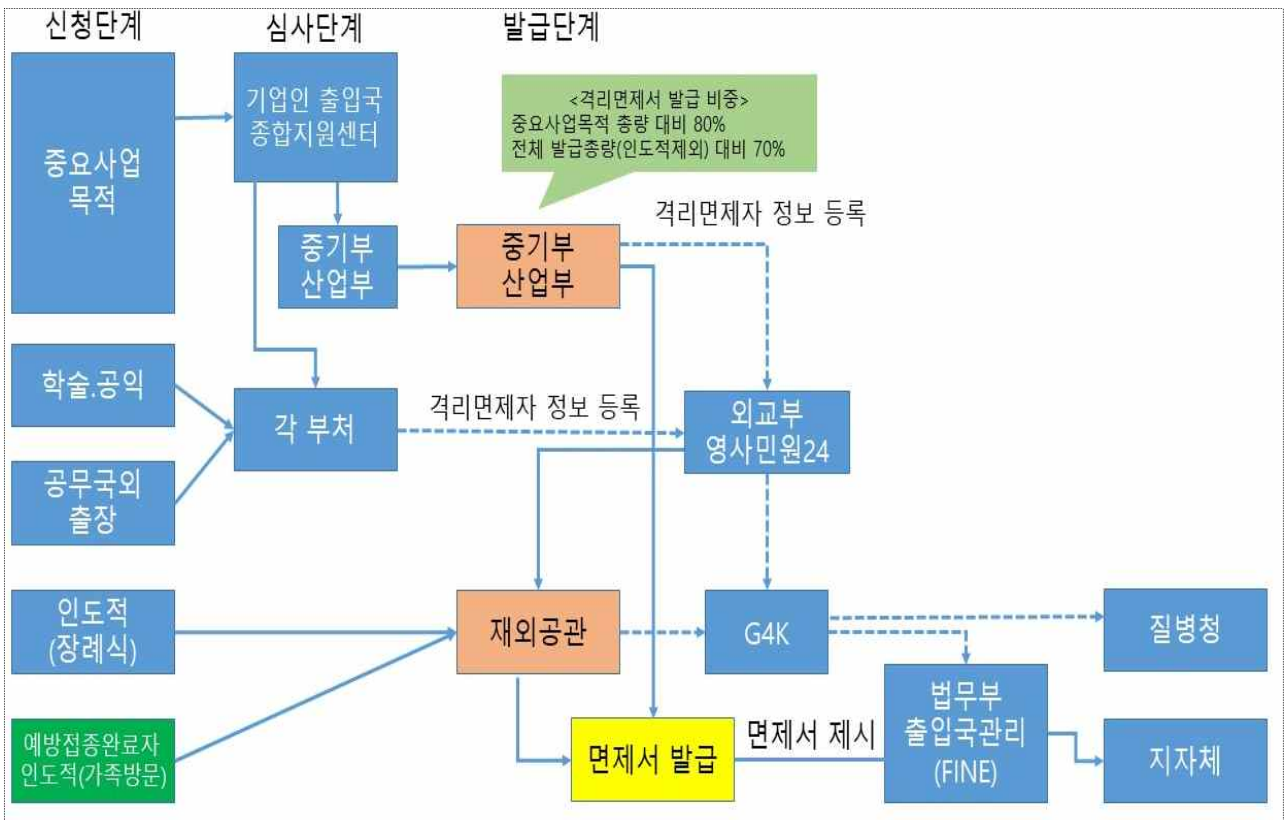 신청단계
심사단계
발급단계
중요사업
목적
기업인 출입국
종합지원센터
<격리면제서 발급 비중>
중요사업목적 총량 대비 80%
전체 발급총량(인도적제외) 대비 70%
중기부
산업부
중기부
산업부
격리면제자 정보 등록
학술.공익
공무국외
출장
각 부처
격리면제자 정보 등록
외교부
영사민원24
인도적
(장례식)
재외공관
G4K
질병청
예방접종완료자
인도적(가족방문)
면제서 발급
면제서 제시
법무부
출입국관리
(FINE)
지자체